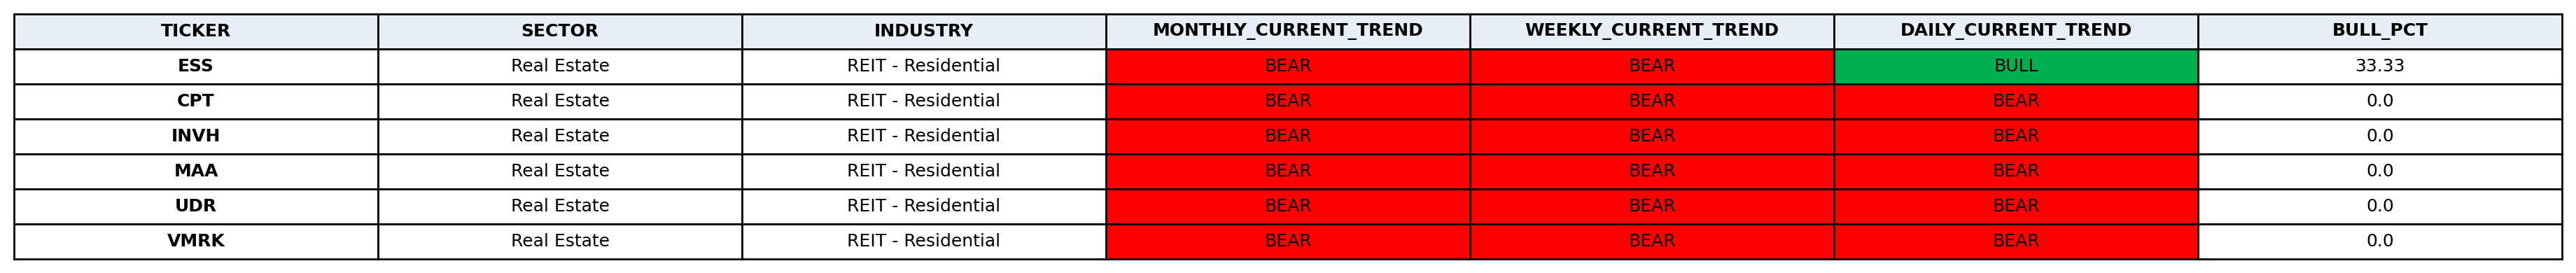 TICKER SECTOR INDUSTRY MONTHLY_CURRENT_TREND WEEKLY_CURRENT_TREND DAILY_CURRENT_TREND BULL_PCT
ESS Real Estate REIT - Residential BEAR BEAR BULL 33.33
CPT Real Estate REIT - Residential BEAR BEAR BEAR 0.0
INVH Real Estate REIT - Residential BEAR BEAR BEAR 0.0
MAA Real Estate REIT - Residential BEAR BEAR BEAR 0.0
UDR Real Estate REIT - Residential BEAR BEAR BEAR 0.0
VMRK Real Estate REIT - Residential BEAR BEAR BEAR 0.0